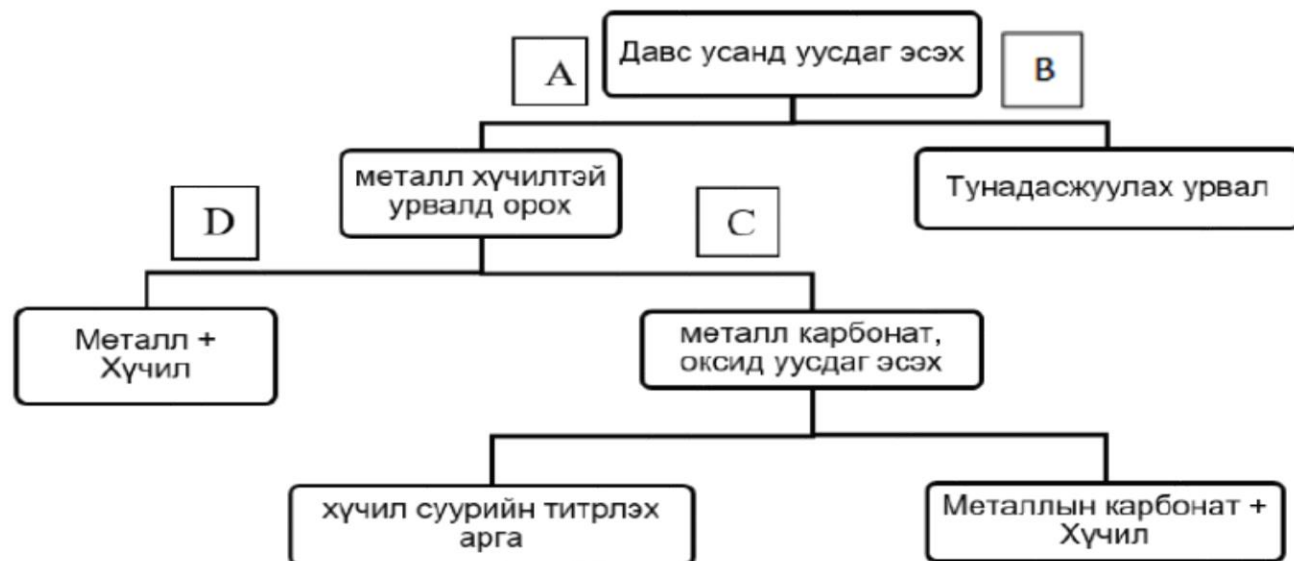 Давс усанд уусдаг эсэх
A
B
металл хүчилтэй
урвалд орох
Тунадасжуулах урвал
D
C
Металл +
Хүчил
металл карбонат,
оксид уусдаг эсэх
хүчил суурийн титрлэх
арга
Металлын карбонат +
Хүчил